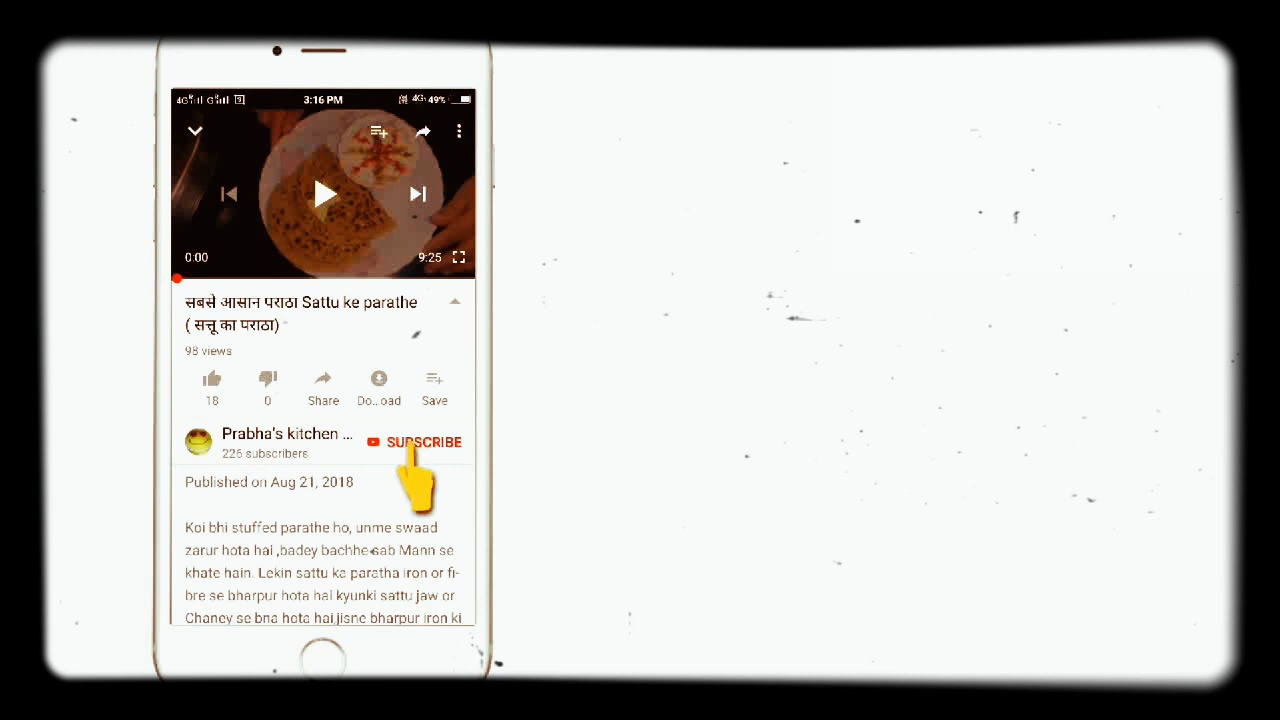 4G 4G 3:16 PM 4G 49%
0:00 9:25
सबसे आसान पराठा Sattu ke parathe
( सत्तू का पराठा)
98 views
18 0 Share Do...oad Save
Prabha's kitchen ... SUBSCRIBE
226 subscribers
Published on Aug 21, 2018
Koi bhi stuffed parathe ho, unme swaad
zarur hota hai ,badey bachhe sab Mann se
khate hain. Lekin sattu ka paratha iron or fi-
bre se bharpur hota hai kyunki sattu jaw or
Chaney se bna hota hai,jisne bharpur iron ki